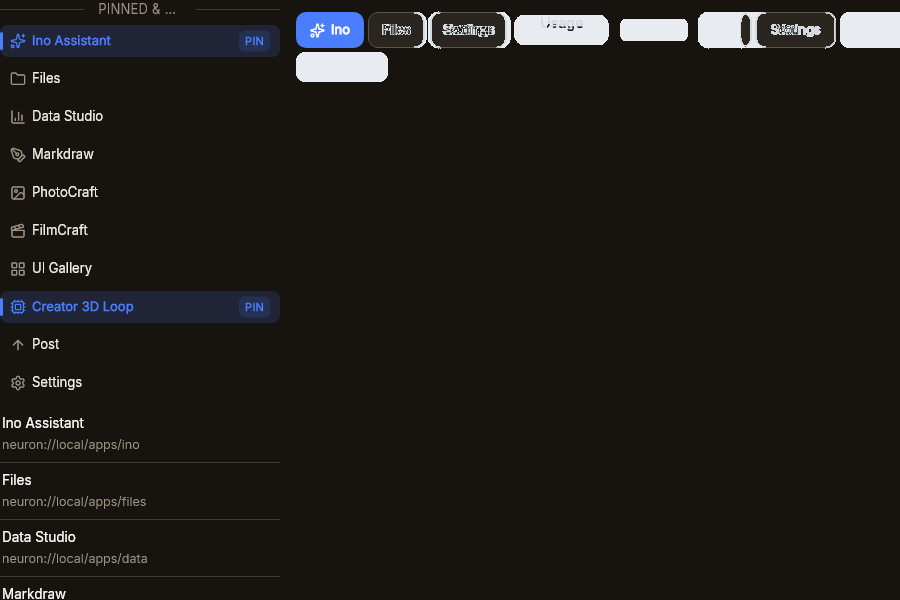 PINNED & ...
Ino Assistant PIN
Files
Data Studio
Markdraw
PhotoCraft
FilmCraft
UI Gallery
Creator 3D Loop PIN
Post
Settings
Ino Assistant
neuron://local/apps/ino
Files
neuron://local/apps/files
Data Studio
neuron://local/apps/data
Markdraw
Ino Files Settings Usage Settings